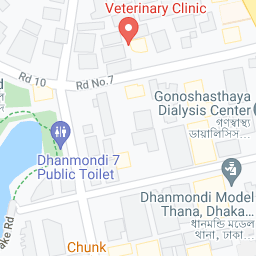 Veterinary Clinic
Rd 10
Rd No.7
Gonoshasthaya
Dialysis Center
গণস্বাস্থ্য
ডায়ালিসিস...
Dhanmondi 7
Public Toilet
Dhanmondi Model
Thana, Dhaka...
ধানমন্ডি মডেল
থানা, ঢাকা...
Rd
Chunk